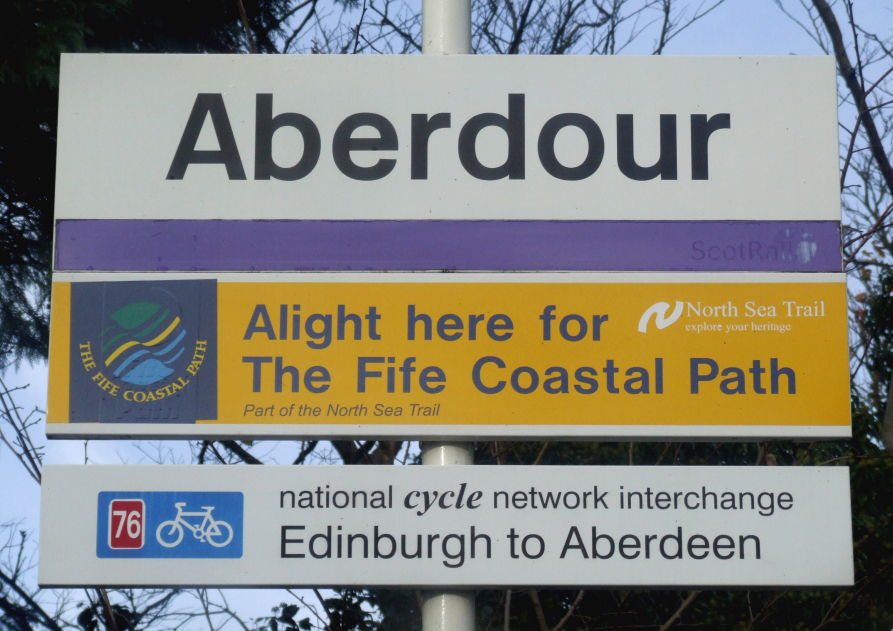 Aberdour
ScotRail
Alight here for
North Sea Trail
explore your heritage
THE FIFE COASTAL PATH
The Fife Coastal Path
Part of the North Sea Trail
76
national cycle network interchange
Edinburgh to Aberdeen